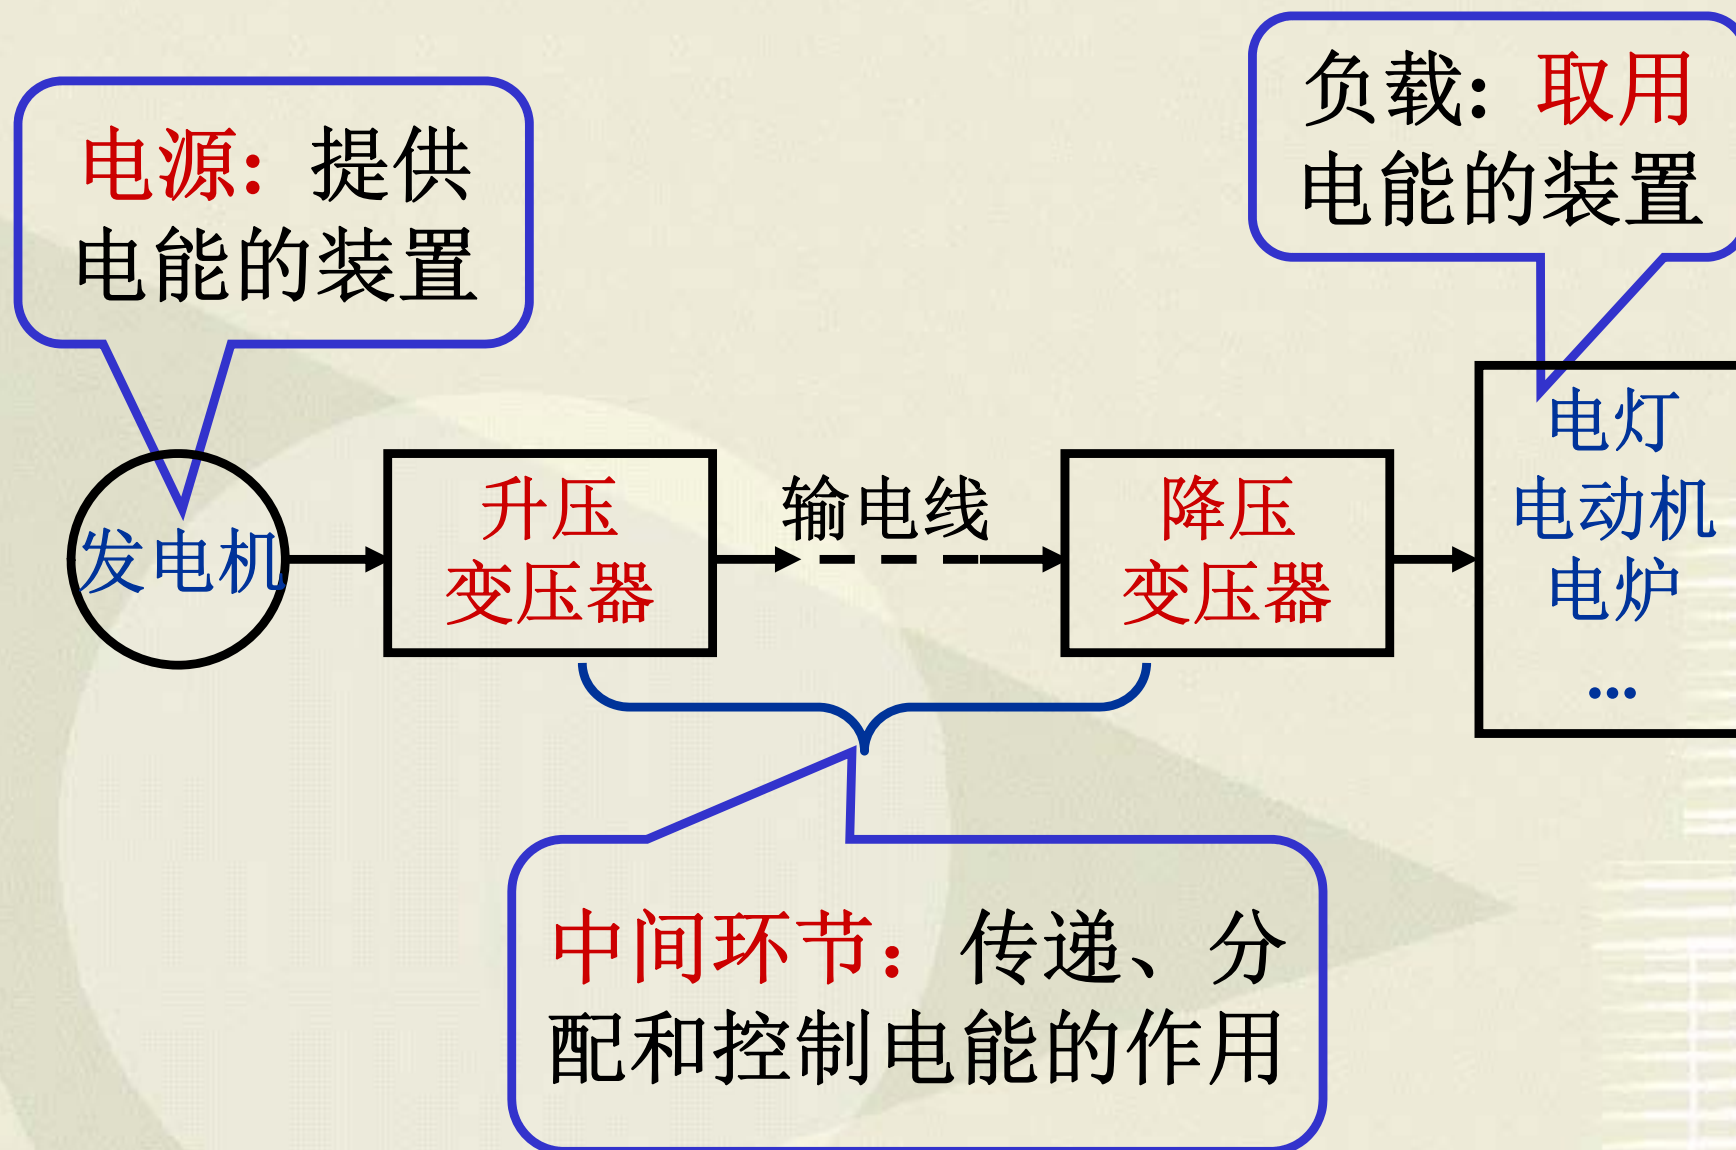 电源: 提供
电能的装置
负载: 取用
电能的装置
发电机
升压
变压器
输电线
降压
变压器
电灯
电动机
电炉
...
中间环节: 传递、分
配和控制电能的作用